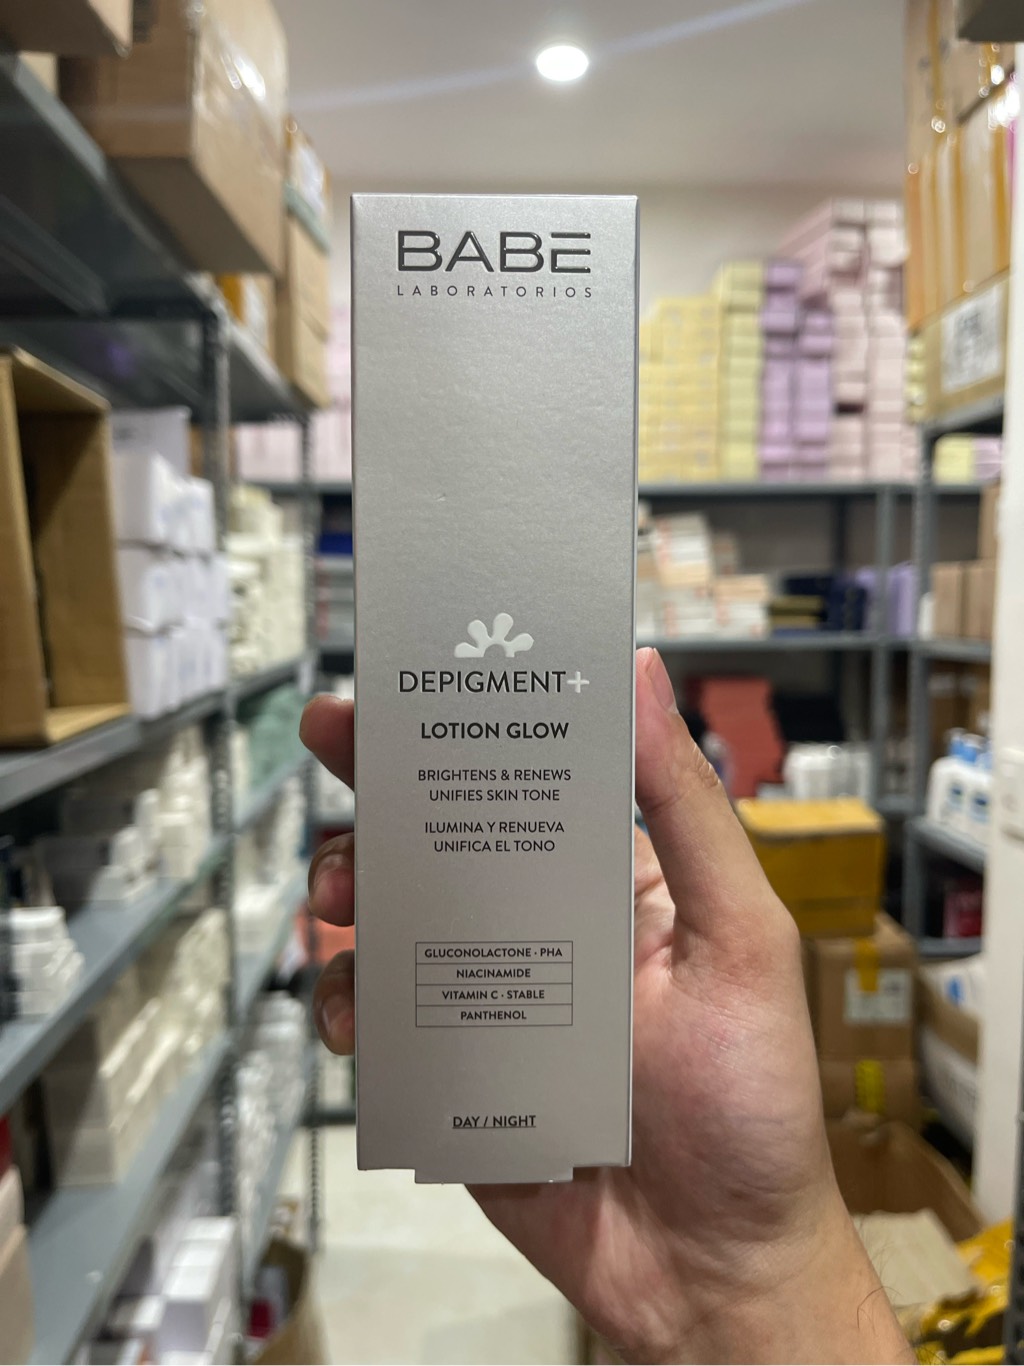 BABE
LABORATORIOS
DEPIGMENT+
LOTION GLOW
BRIGHTENS & RENEWS
UNIFIES SKIN TONE
ILUMINA Y RENUEVA
UNIFICA EL TONO
GLUCONOLACTONE · PHA
NIACINAMIDE
VITAMIN C · STABLE
PANTHENOL
DAY / NIGHT